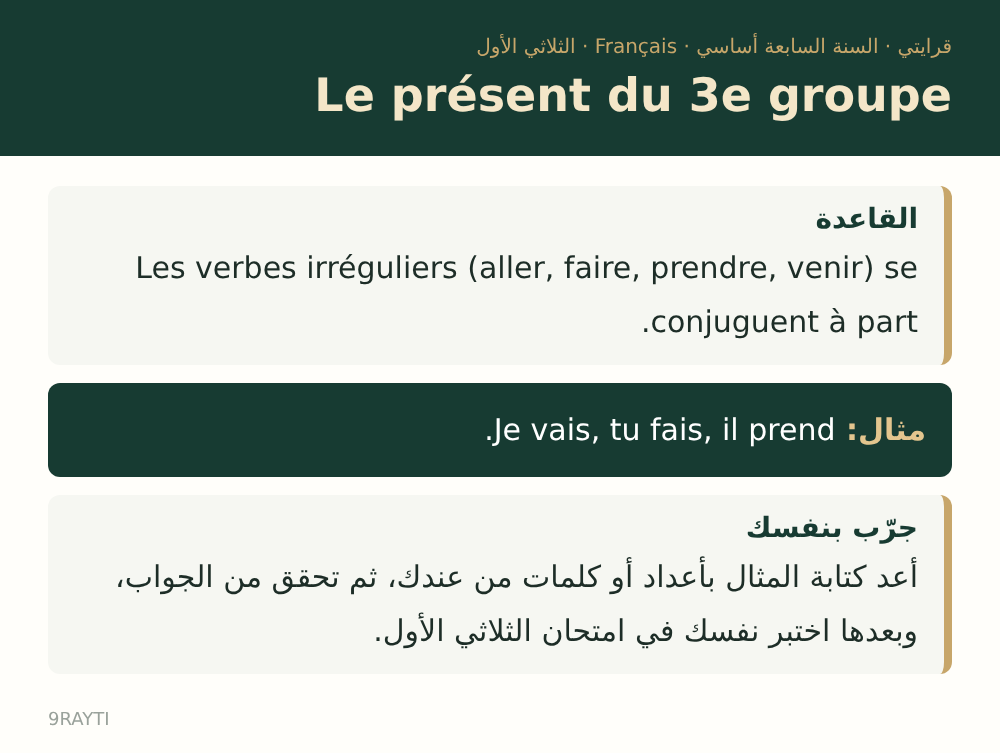 قرايتي · السنة السابعة أساسي · Français · الثلاثي الأول
Le présent du 3e groupe
القاعدة
Les verbes irréguliers (aller, faire, prendre, venir) se
conjuguent à part.
مثال: Je vais, tu fais, il prend.
جرّب بنفسك
أعد كتابة المثال بأعداد أو كلمات من عندك، ثم تحقق من الجواب،
وبعدها اختبر نفسك في امتحان الثلاثي الأول.
9RAYTI